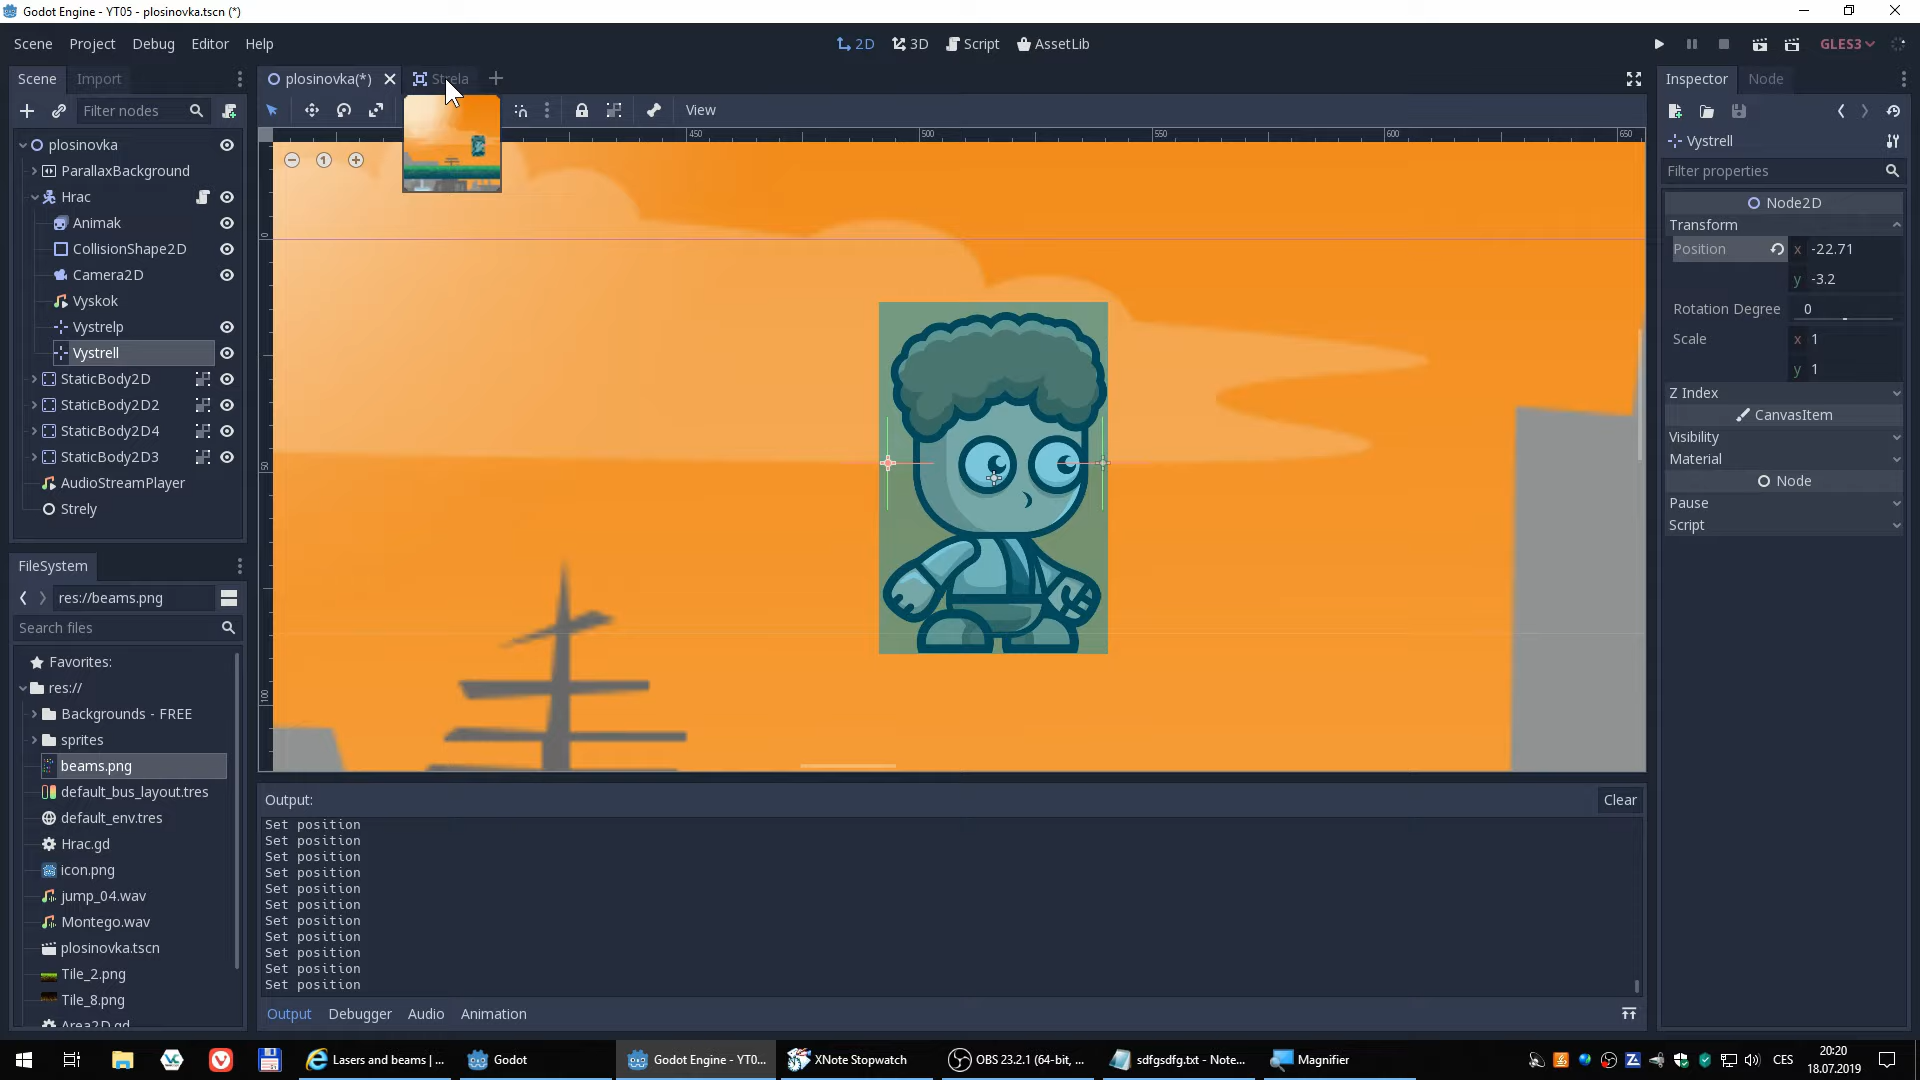 Godot Engine - YT05 - plosinovka.tscn (*)
Scene Project Debug Editor Help
2D 3D Script AssetLib
GLES3
Scene Import
plosinovka(*) Strela
Inspector Node
Filter nodes
View
plosinovka
ParallaxBackground
Hrac
Animak
CollisionShape2D
Camera2D
Vyskok
Vystrelp
Vystrell
StaticBody2D
StaticBody2D2
StaticBody2D4
StaticBody2D3
AudioStreamPlayer
Strely
450 500 550 600 650
0
50
100
1
Vystrell
Filter properties
Node2D
Transform
Position x -22.71
y -3.2
Rotation Degree 0
Scale x 1
y 1
Z Index
CanvasItem
Visibility
Material
Node
Pause
Script
FileSystem
res://beams.png
Search files
Favorites:
res://
Backgrounds - FREE
sprites
beams.png
default_bus_layout.tres
default_env.tres
Hrac.gd
icon.png
jump_04.wav
Montego.wav
plosinovka.tscn
Tile_2.png
Tile_8.png
Area2D.gd
Output:
Clear
Set position
Set position
Set position
Set position
Set position
Set position
Set position
Set position
Set position
Set position
Set position
Output Debugger Audio Animation
Lasers and beams | ...
Godot
Godot Engine - YT0...
XNote Stopwatch
OBS 23.2.1 (64-bit, ...
sdfgsdfg.txt - Note...
Magnifier
CES
20:20
18.07.2019